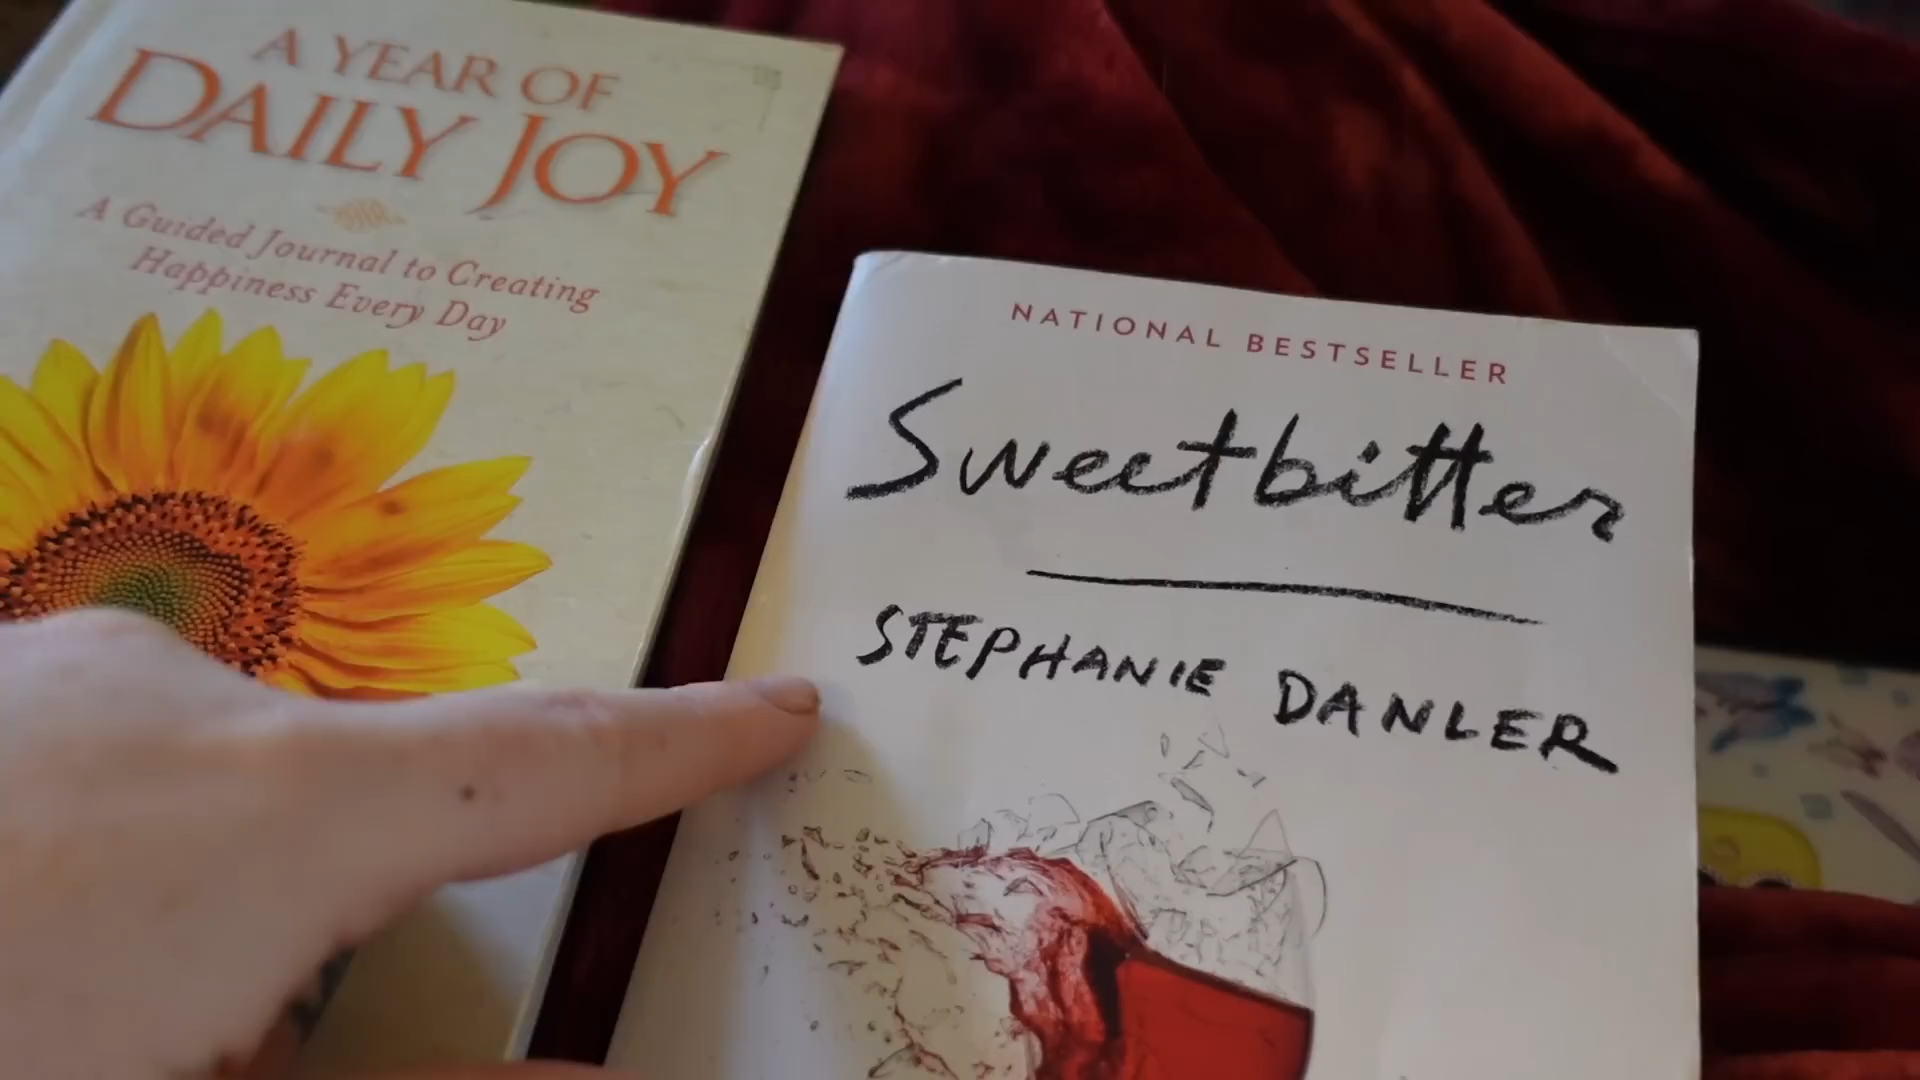 A YEAR OF
DAILY JOY
A Guided Journal to Creating
Happiness Every Day
NATIONAL BESTSELLER
Sweetbitter
STEPHANIE DANLER